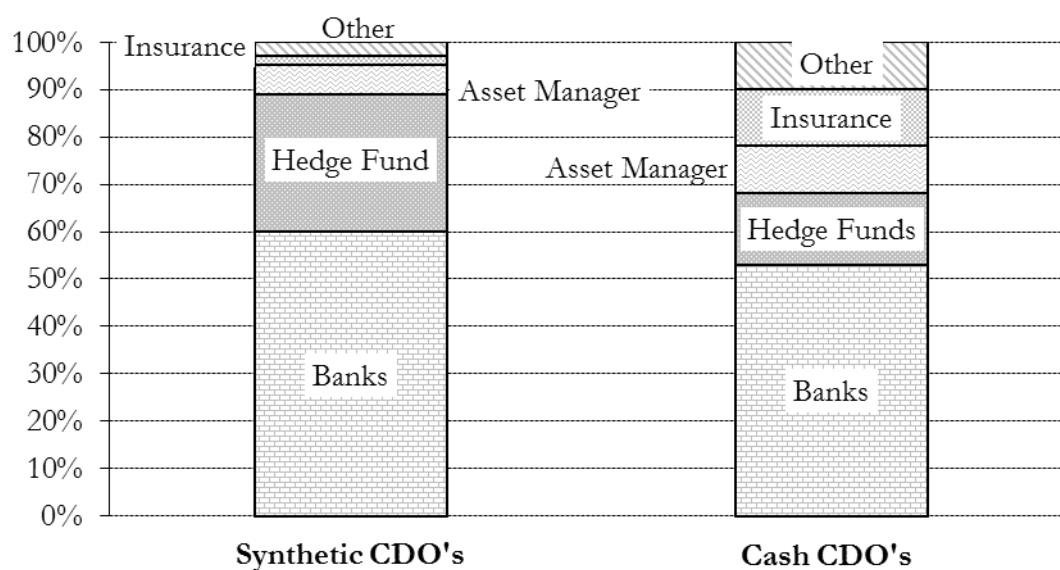 Other
100%
Insurance
Other
90%
Asset Manager
Insurance
80%
Hedge Fund
Asset Manager
70%
Hedge Funds
60%
50%
40%
30%
Banks
Banks
20%
10%
0%
Synthetic CDO's
Cash CDO's